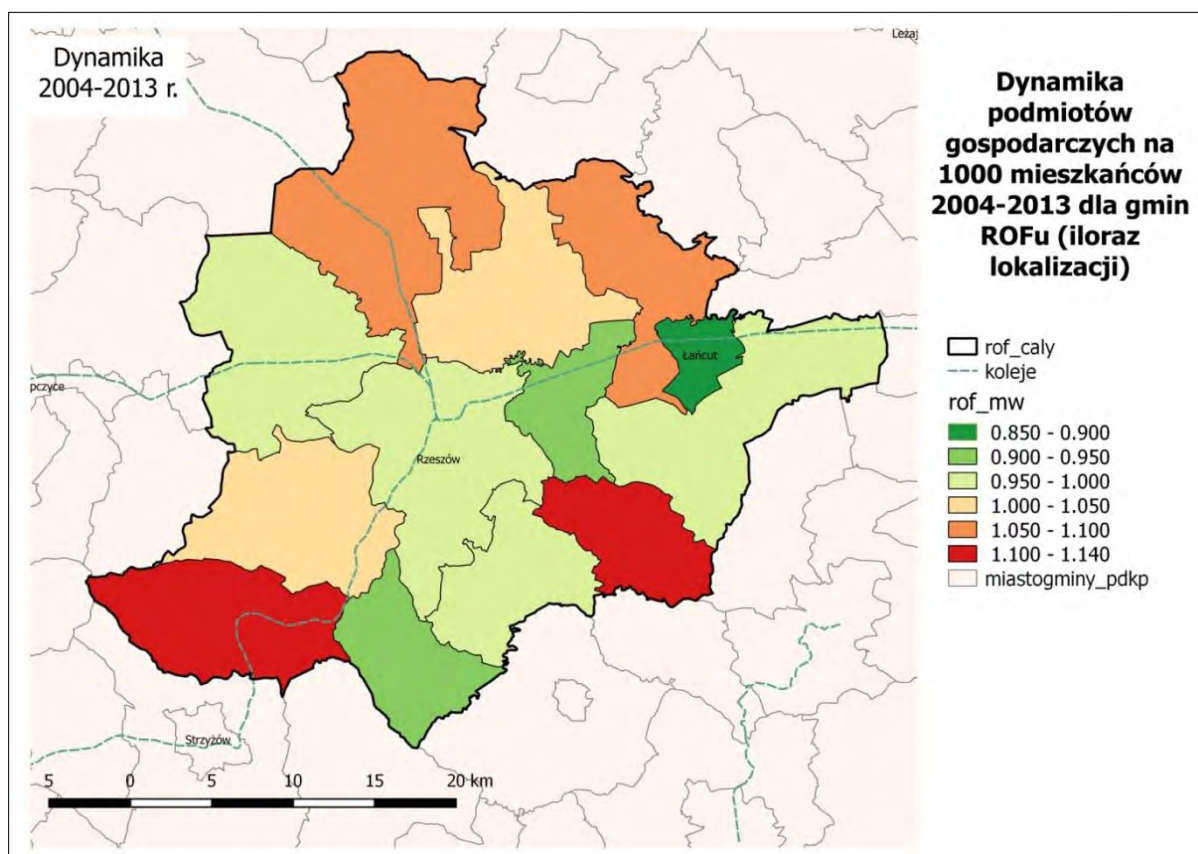 Dynamika
2004-2013 r.
Leżaj
Dynamika
podmiotów
gospodarczych na
1000 mieszkańców
2004-2013 dla gmin
ROFu (iloraz
lokalizacji)
Łańcut
pczyce
Rzeszów
Strzyżów
rof_caly
koleje
rof_mw
0.850 - 0.900
0.900 - 0.950
0.950 - 1.000
1.000 - 1.050
1.050 - 1.100
1.100 - 1.140
miastogminy_pdkp
5 0 5 10 15 20 km